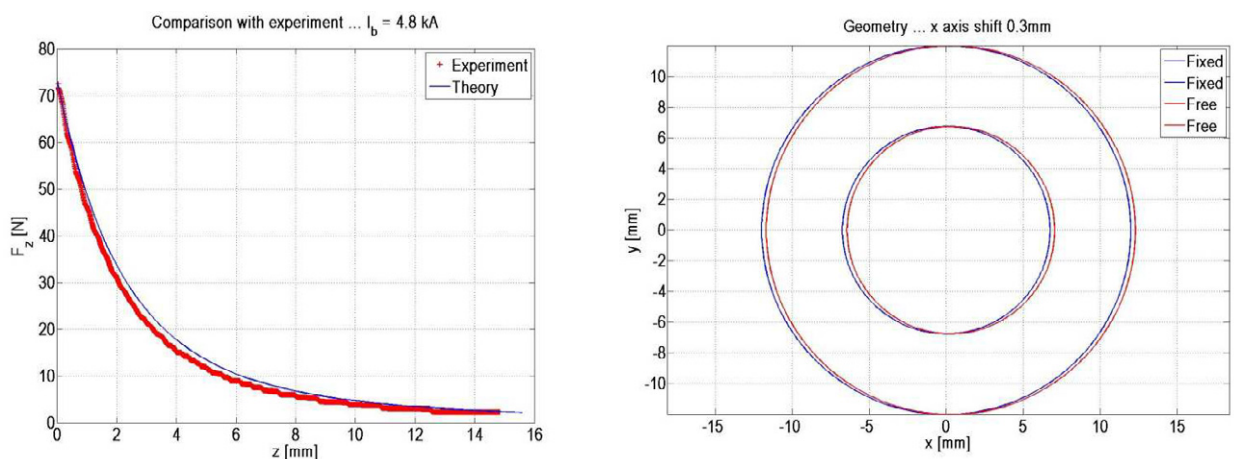 Comparison with experiment ... I_b = 4.8 kA
80
70
60
50
40
30
20
10
0
F_z [N]
0 2 4 6 8 10 12 14 16
z [mm]
Experiment
Theory
Geometry ... x axis shift 0.3mm
10
8
6
4
2
0
-2
-4
-6
-8
-10
y [mm]
-15 -10 -5 0 5 10 15
x [mm]
Fixed
Fixed
Free
Free